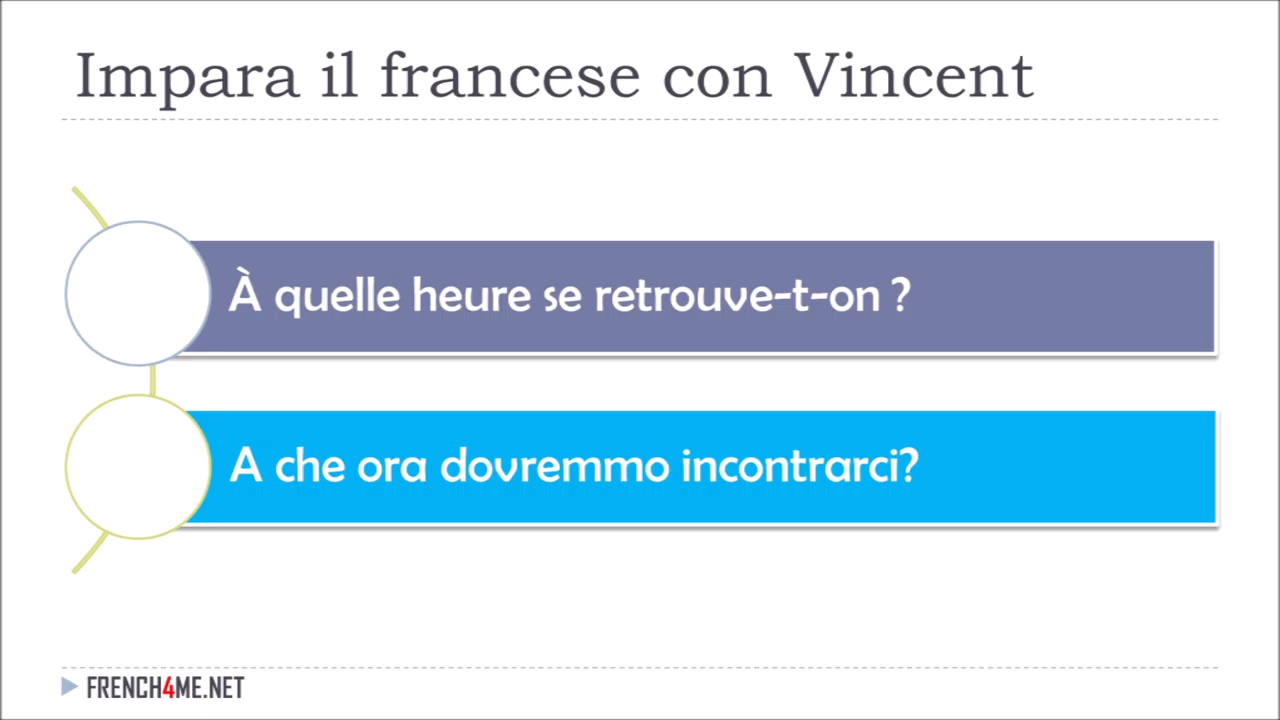 Impara il francese con Vincent
À quelle heure se retrouve-t-on ?
A che ora dovremmo incontrarci?
FRENCH4ME.NET